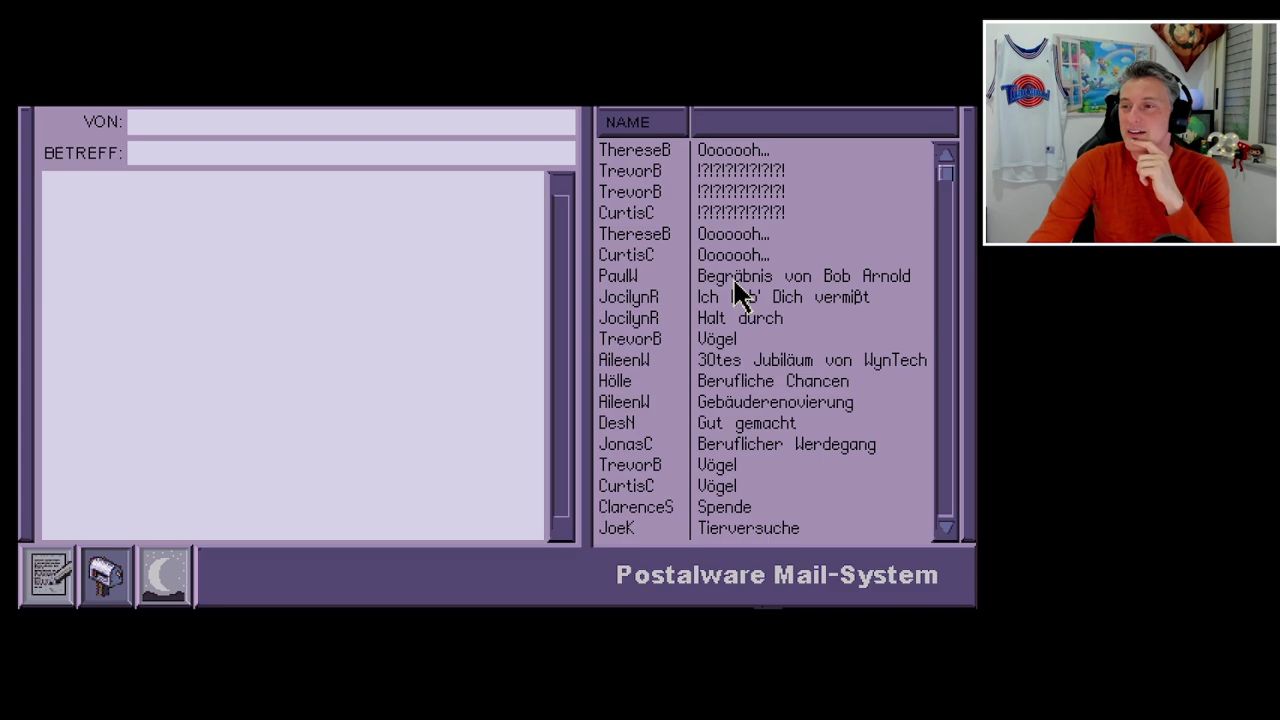 VON:
BETREFF:
NAME
ThereseB Ooooooh...
TrevorB !?!?!?!?!?!?!?!
TrevorB !?!?!?!?!?!?!?!
CurtisC !?!?!?!?!?!?!?!
ThereseB Ooooooh...
CurtisC Ooooooh...
PaulW Begräbnis von Bob Arnold
JocilynR Ich Dich vermißt
JocilynR Halt durch
TrevorB Vögel
AileenW 30tes Jubiläum von WynTech
Hölle Berufliche Chancen
AileenW Gebäuderenovierung
DesN Gut gemacht
JonasC Beruflicher Werdegang
TrevorB Vögel
CurtisC Vögel
ClarenceS Spende
JoeK Tierversuche
Postalware Mail-System